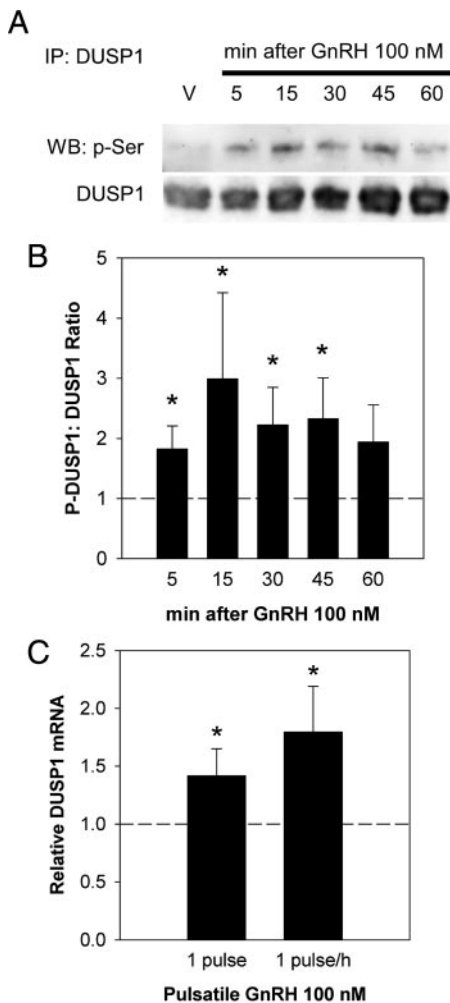 A
IP: DUSP1
min after GnRH 100 nM
V 5 15 30 45 60
WB: p-Ser
DUSP1
B
P-DUSP1: DUSP1 Ratio
5
4
3
2
1
0
* * * *
5 15 30 45 60
min after GnRH 100 nM
C
Relative DUSP1 mRNA
2.5
2.0
1.5
1.0
0.5
0.0
* *
1 pulse 1 pulse/h
Pulsatile GnRH 100 nM